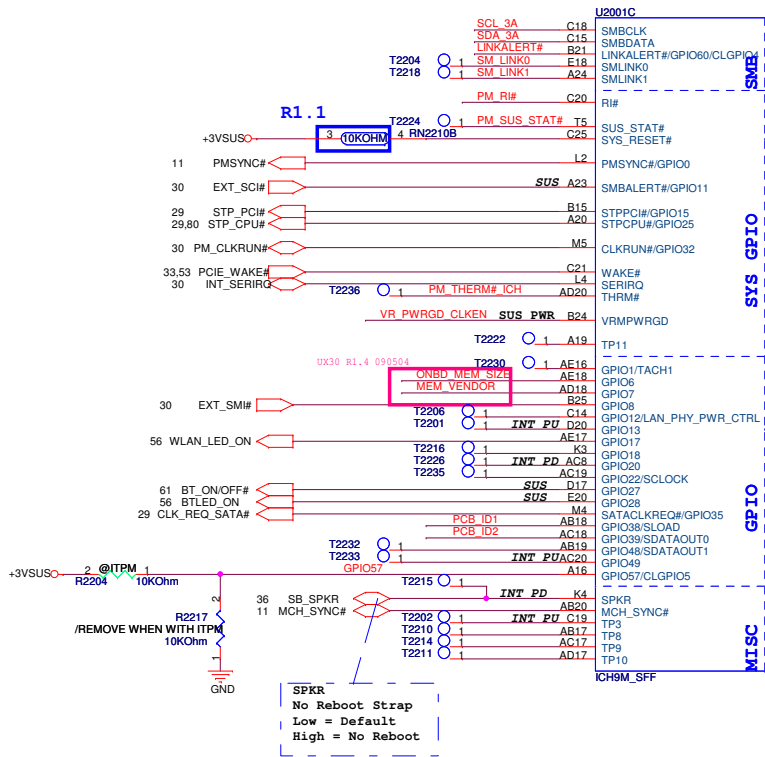 U2001C
SCL_3A C18 SMBCLK
SDA_3A C15 SMBDATA
LINKALERT# B21 LINKALERT#/GPIO60/CLGPIO4
T2204 1 SM_LINK0 E18 SMLINK0
T2218 1 SM_LINK1 A24 SMLINK1
SMB
PM_RI# C20 RI#
R1.1
T2224 1 PM_SUS_STAT# T5 SUS_STAT#
+3VSUS 3 10KOHM 4 RN2210B C25 SYS_RESET#
11 PMSYNC# L2 PMSYNC#/GPIO0
30 EXT_SCI# SUS A23 SMBALERT#/GPIO11
29 STP_PCI# B15 STPPCI#/GPIO15
29,80 STP_CPU# A20 STPCPU#/GPIO25
30 PM_CLKRUN# M5 CLKRUN#/GPIO32
SYS GPIO
33,53 PCIE_WAKE# C21 WAKE#
30 INT_SERIRQ L4 SERIRQ
T2236 1 PM_THERM#_ICH AD20 THRM#
VR_PWRGD_CLKEN SUS PWR B24 VRMPWRGD
T2222 1 A19 TP11
UX30 R1.4 090504
T2230 1 AE16 GPIO1/TACH1
ONBD_MEM_SIZE AE18 GPIO6
MEM_VENDOR AD18 GPIO7
30 EXT_SMI# B25 GPIO8
T2206 1 C14 GPIO12/LAN_PHY_PWR_CTRL
T2201 1 INT PU D20 GPIO13
56 WLAN_LED_ON AE17 GPIO17
T2216 1 K3 GPIO18
T2226 1 INT PD AC8 GPIO20
T2235 1 AC19 GPIO22/SCLOCK
61 BT_ON/OFF# SUS D17 GPIO27
56 BTLED_ON SUS E20 GPIO28
29 CLK_REQ_SATA# M4 SATACLKREQ#/GPIO35
GPIO
PCB_ID1 AB18 GPIO38/SLOAD
PCB_ID2 AC18 GPIO39/SDATAOUT0
T2232 1 AB19 GPIO48/SDATAOUT1
T2233 1 INT PU AC20 GPIO49
+3VSUS 2 @ITPM 1 GPIO57 A16 GPIO57/CLGPIO5
R2204 10KOhm
T2215 1
36 SB_SPKR INT PD K4 SPKR
11 MCH_SYNC# AB20 MCH_SYNC#
2
R2217
/REMOVE WHEN WITH ITPM
10KOhm
1
GND
T2202 1 INT PU C19 TP3
T2210 1 AB17 TP8
T2214 1 AC17 TP9
T2211 1 AD17 TP10
MISC
ICH9M_SFF
SPKR
No Reboot Strap
Low = Default
High = No Reboot